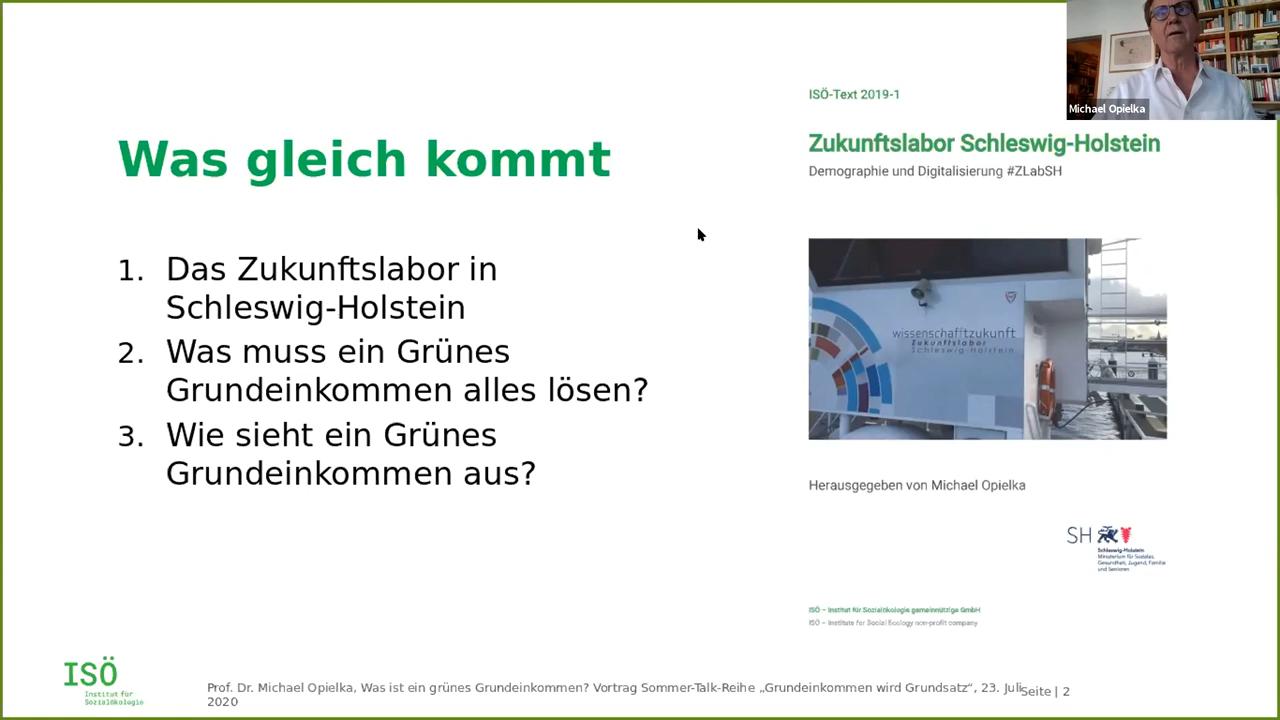 Michael Opielka
Was gleich kommt
1. Das Zukunftslabor in
Schleswig-Holstein
2. Was muss ein Grünes
Grundeinkommen alles lösen?
3. Wie sieht ein Grünes
Grundeinkommen aus?
ISÖ-Text 2019-1
Zukunftslabor Schleswig-Holstein
Demographie und Digitalisierung #ZLabSH
wissenschafftzukunft
Zukunftslabor
Schleswig-Holstein
Herausgegeben von Michael Opielka
SH
Schleswig-Holstein
Ministerium für Soziales,
Gesundheit, Jugend, Familie
und Senioren
ISÖ – Institut für Sozialökologie gemeinnützige GmbH
ISÖ – Institute for Social Ecology non-profit company
ISÖ
Institut für
Sozialökologie
Prof. Dr. Michael Opielka, Was ist ein grünes Grundeinkommen? Vortrag Sommer-Talk-Reihe „Grundeinkommen wird Grundsatz“, 23. Juli
2020
Seite | 2